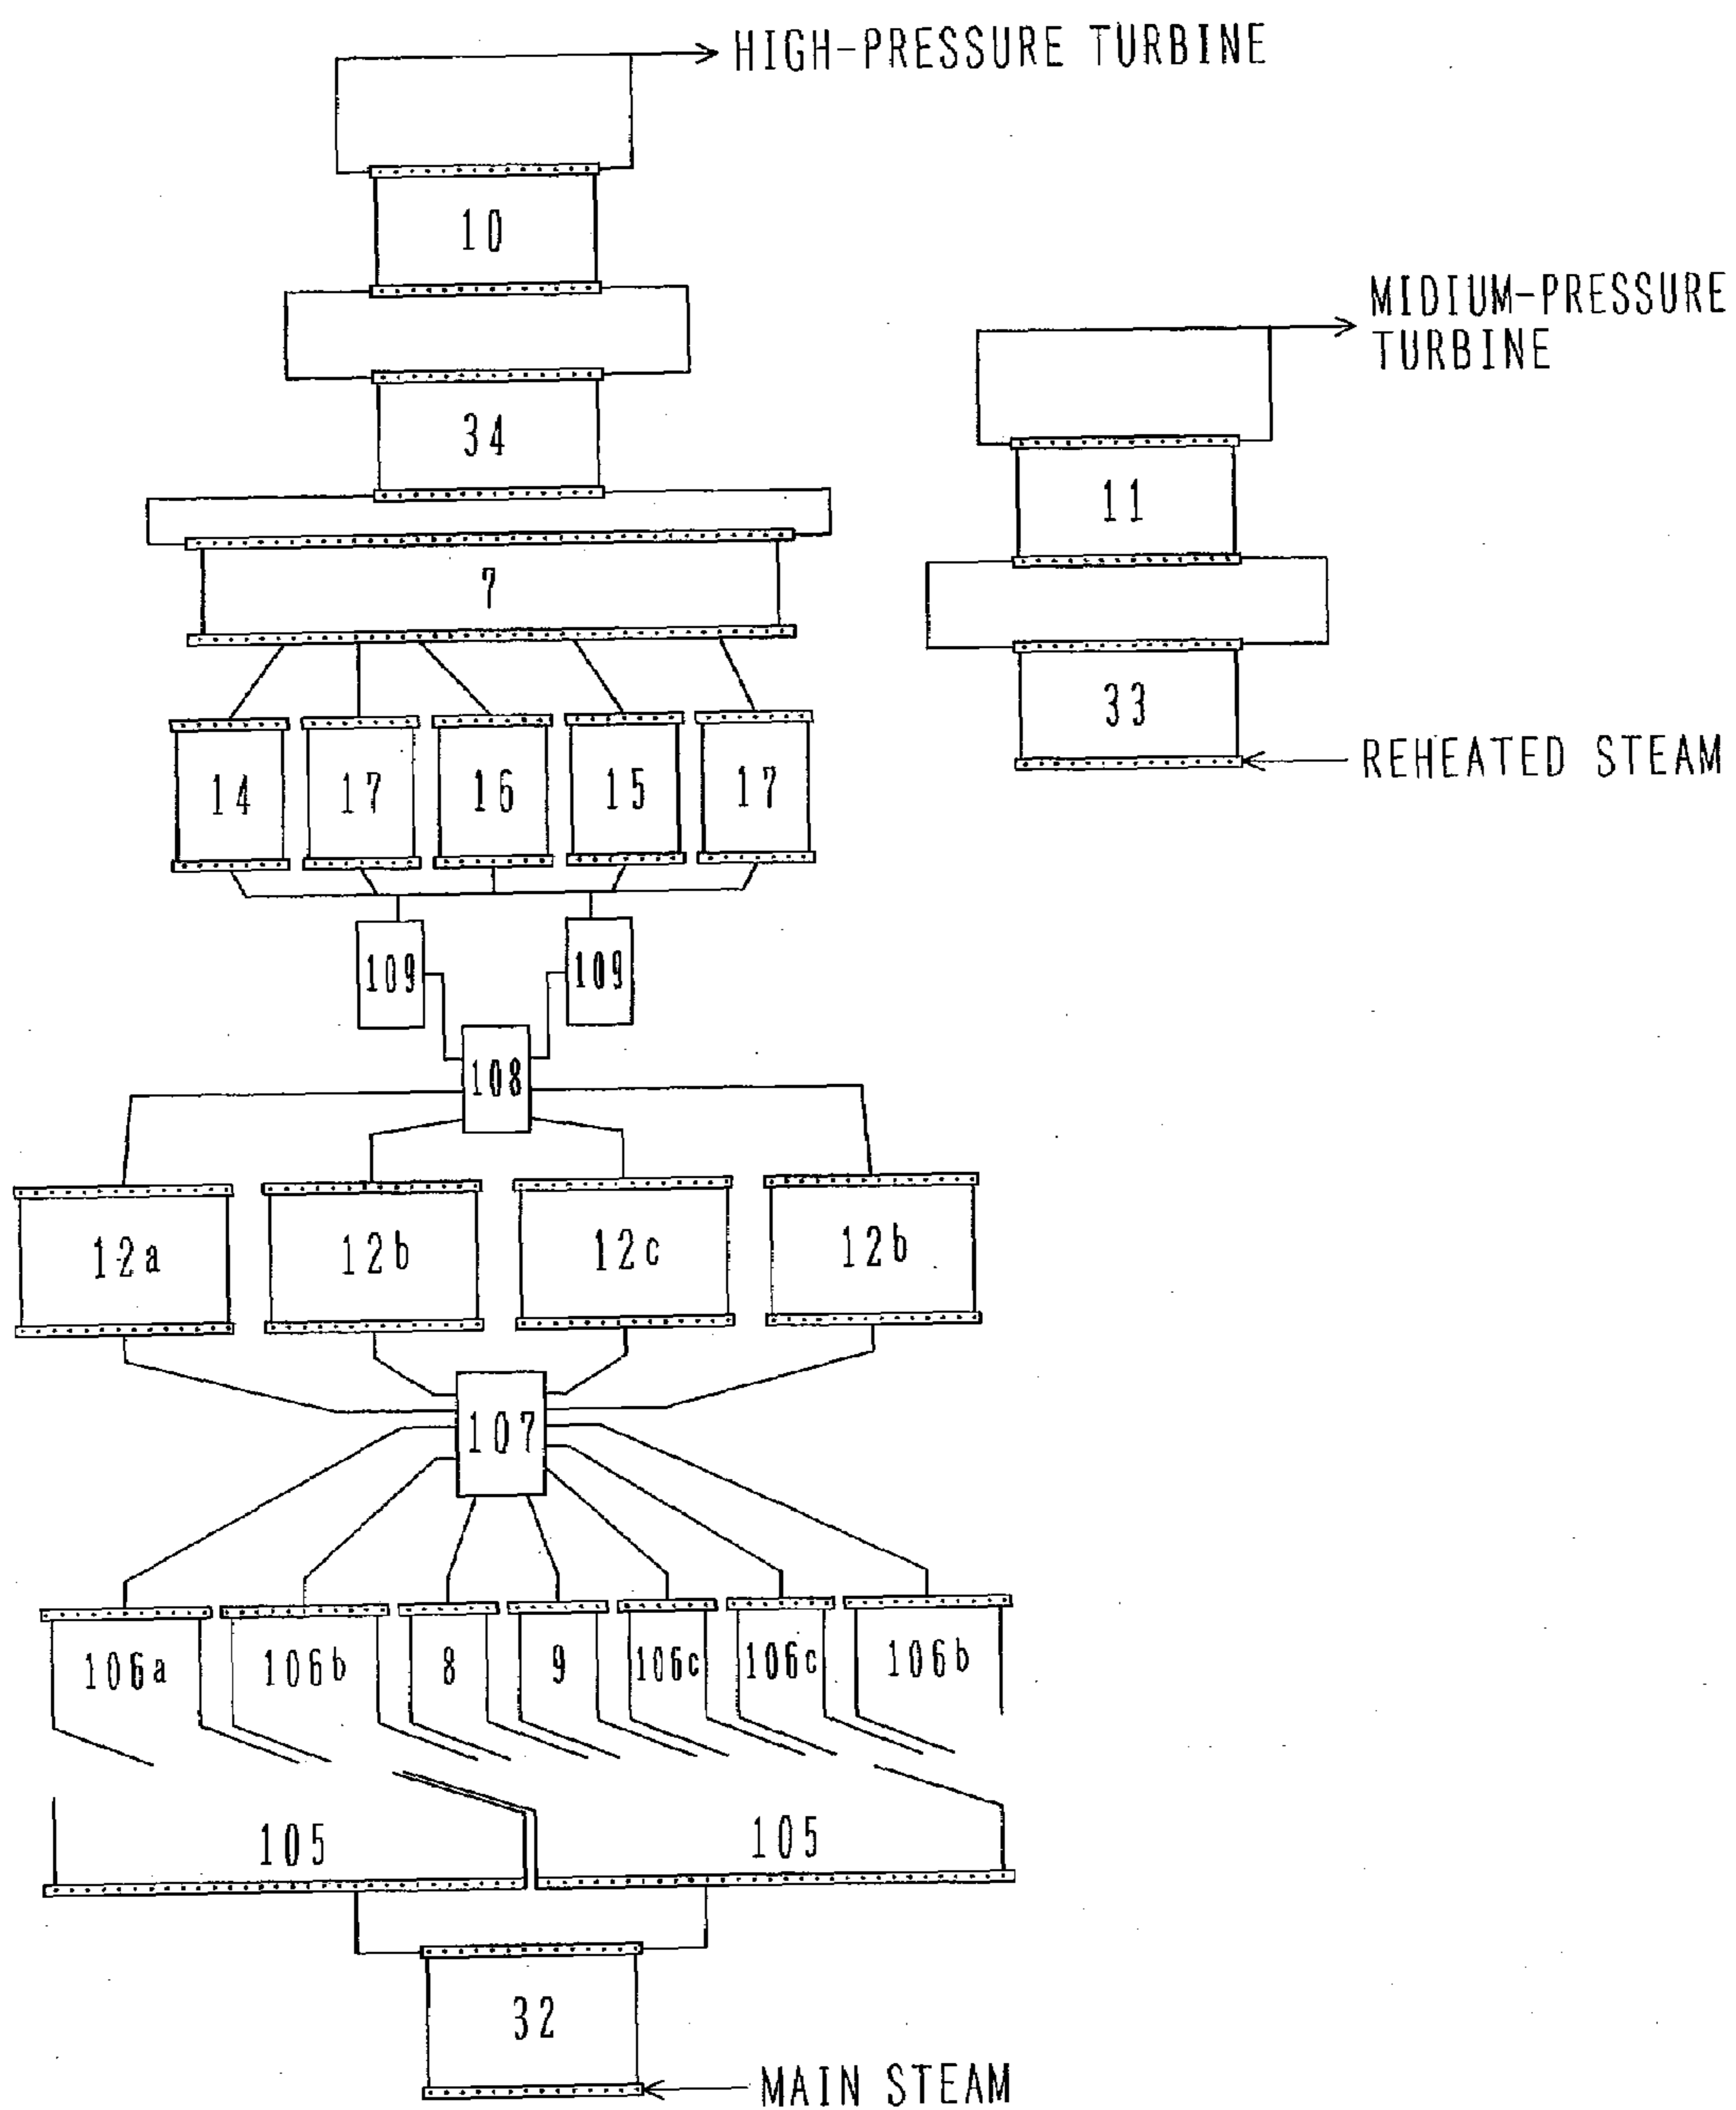 HIGH-PRESSURE TURBINE
10
MIDIUM-PRESSURE
TURBINE
34
11
7
33
REHEATED STEAM
14 17 16 15 17
109 109
108
12a 12b 12c 12b
107
106a 106b 8 9 106c 106c 106b
105 105
32
MAIN STEAM